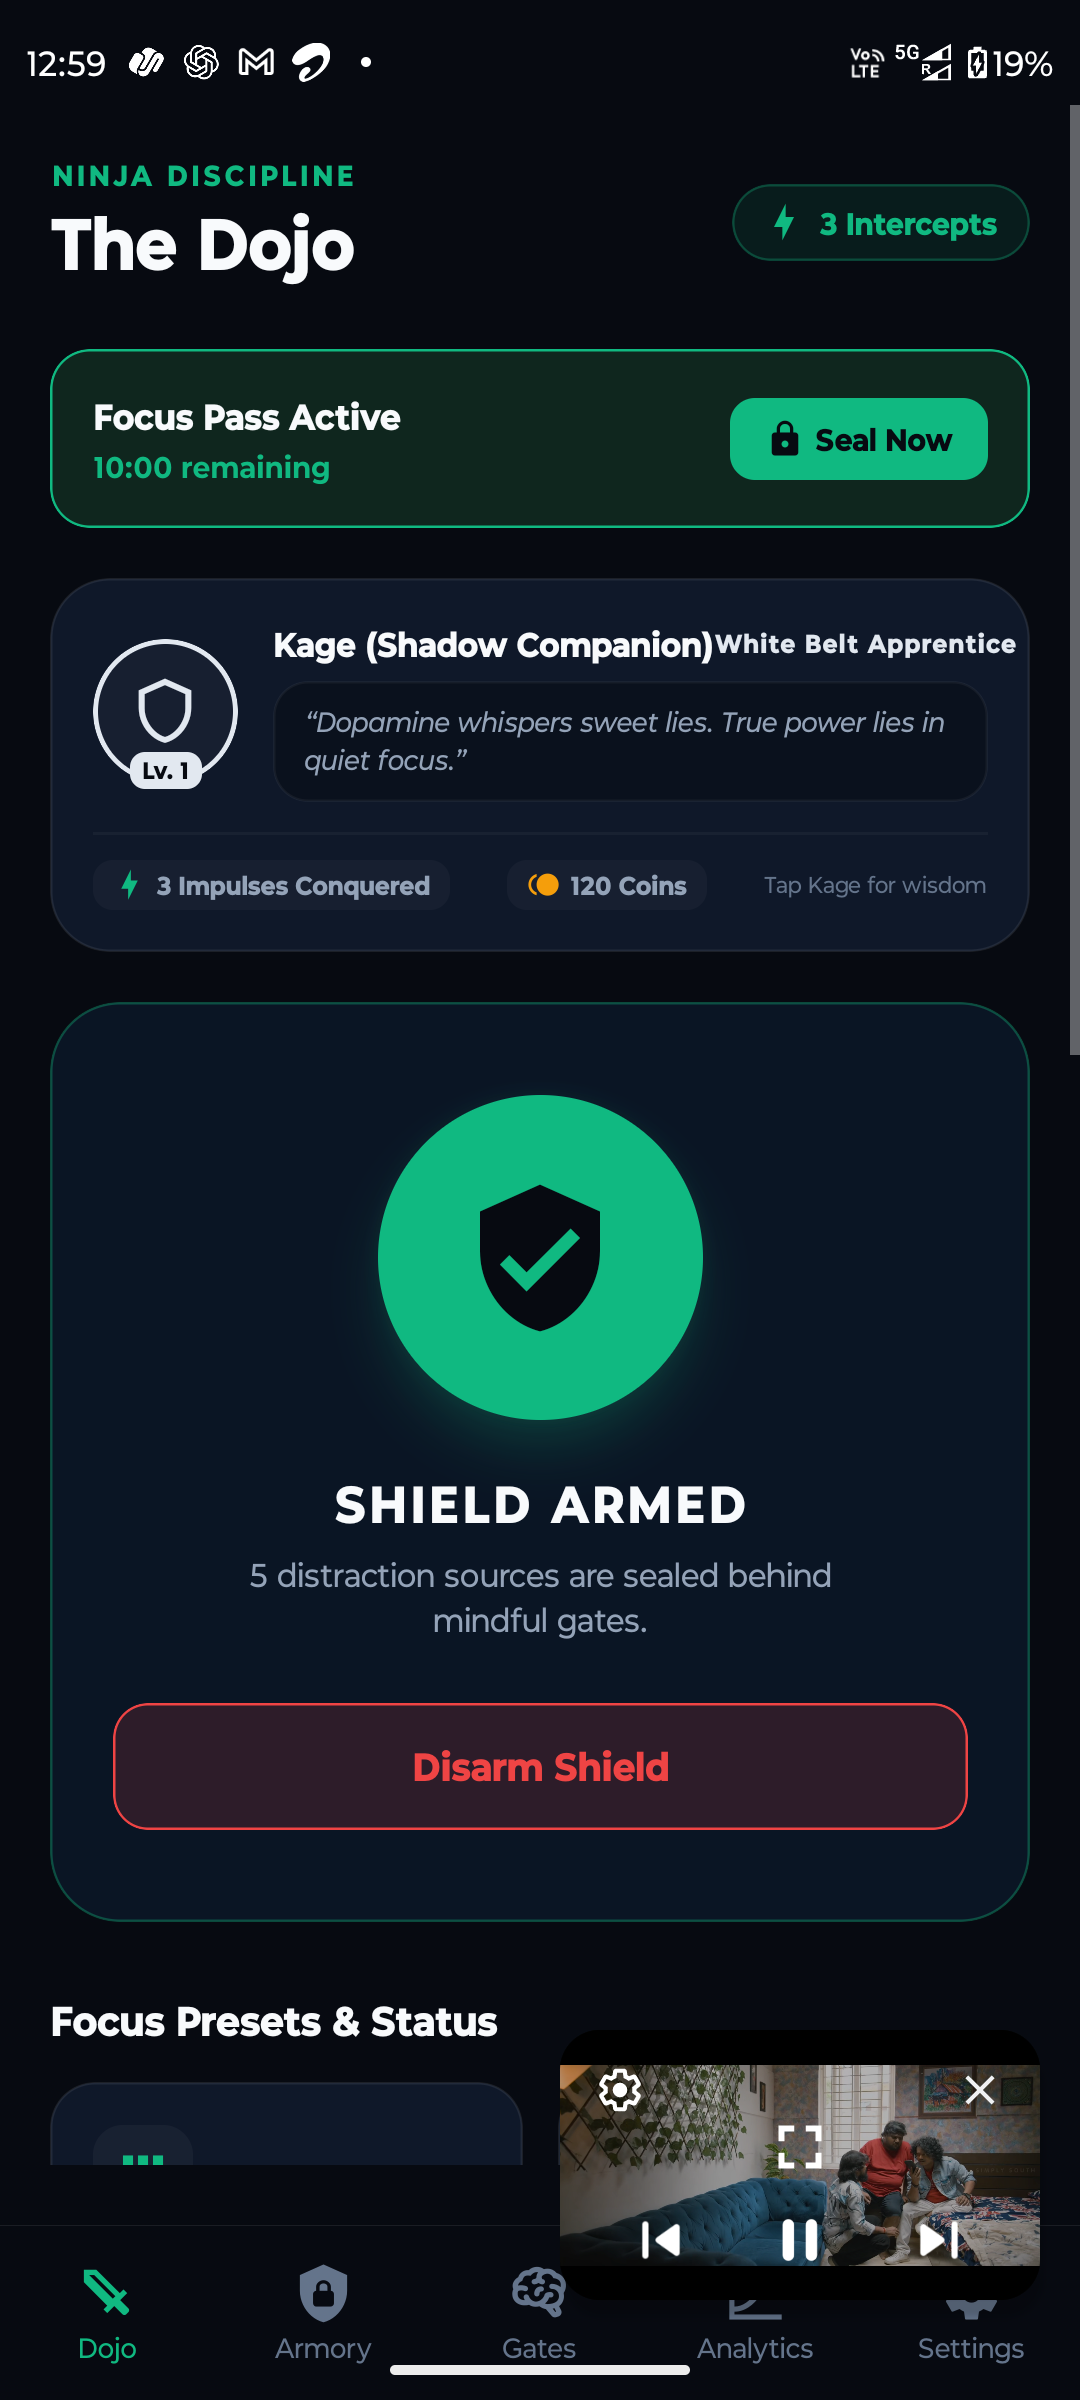 12:59
Vo LTE 5G R 19%
NINJA DISCIPLINE
The Dojo
3 Intercepts
Focus Pass Active
10:00 remaining
Seal Now
Kage (Shadow Companion)
White Belt Apprentice
“Dopamine whispers sweet lies. True power lies in
quiet focus.”
Lv. 1
3 Impulses Conquered
120 Coins
Tap Kage for wisdom
SHIELD ARMED
5 distraction sources are sealed behind
mindful gates.
Disarm Shield
Focus Presets & Status
Dojo
Armory
Gates
Analytics
Settings